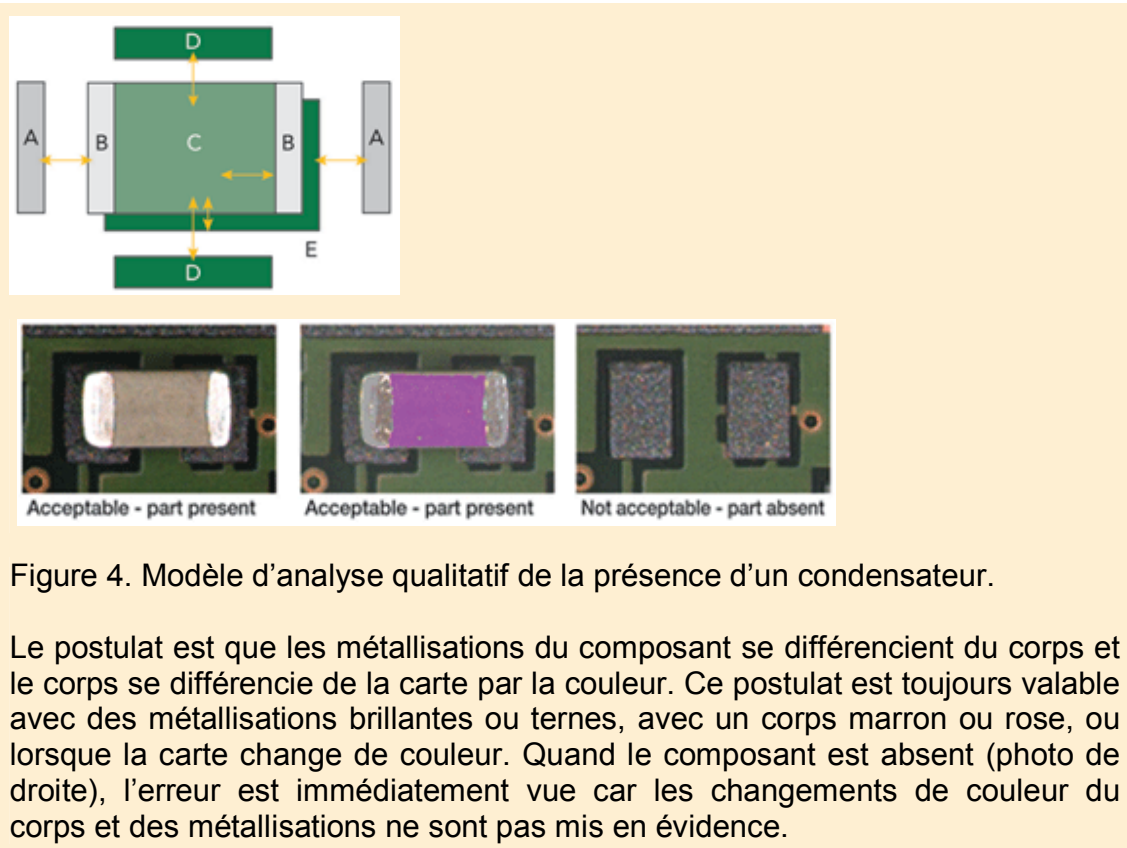 D
A B C B A
E
D
Acceptable - part present Acceptable - part present Not acceptable - part absent
Figure 4. Modèle d’analyse qualitatif de la présence d’un condensateur.
Le postulat est que les métallisations du composant se différencient du corps et
le corps se différencie de la carte par la couleur. Ce postulat est toujours valable
avec des métallisations brillantes ou ternes, avec un corps marron ou rose, ou
lorsque la carte change de couleur. Quand le composant est absent (photo de
droite), l’erreur est immédiatement vue car les changements de couleur du
corps et des métallisations ne sont pas mis en évidence.